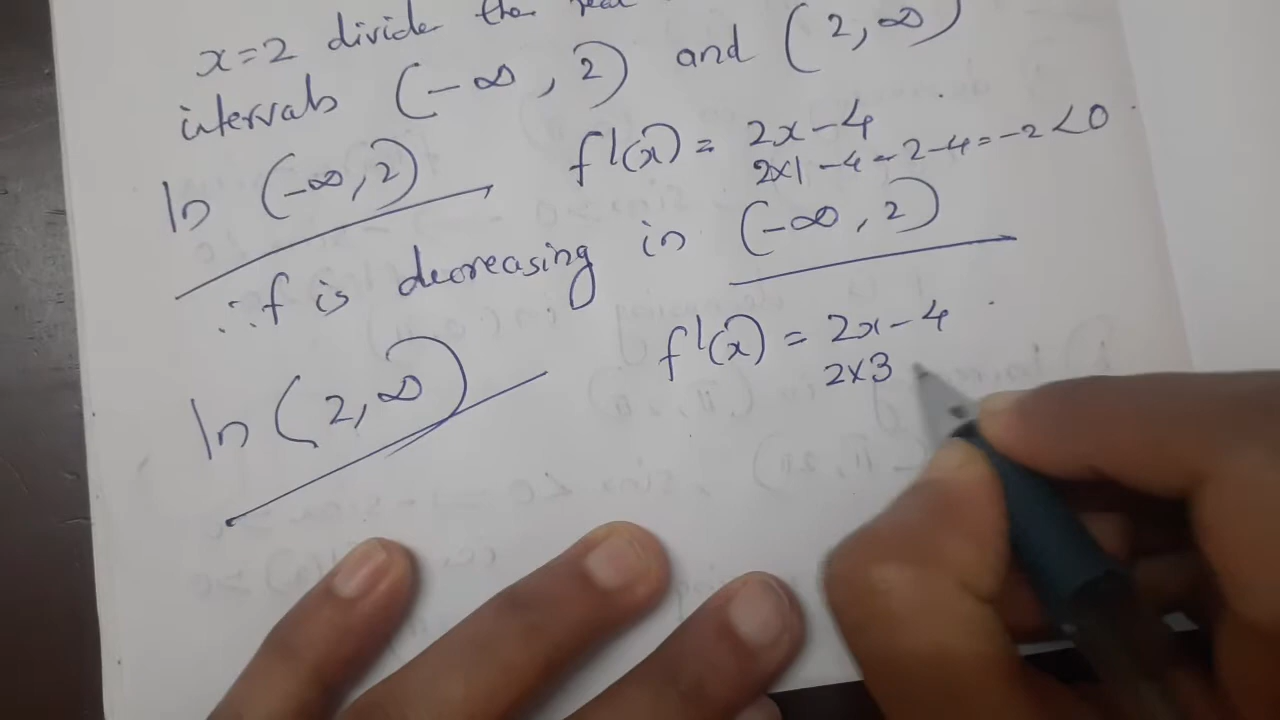 x=2 divide the real
intervals (-∞, 2) and (2, ∞)
In (-∞, 2) f'(x) = 2x-4
2x1-4=2-4=-2<0
∴ f is decreasing in (-∞, 2)
In (2, ∞) f'(x) = 2x-4
2x3